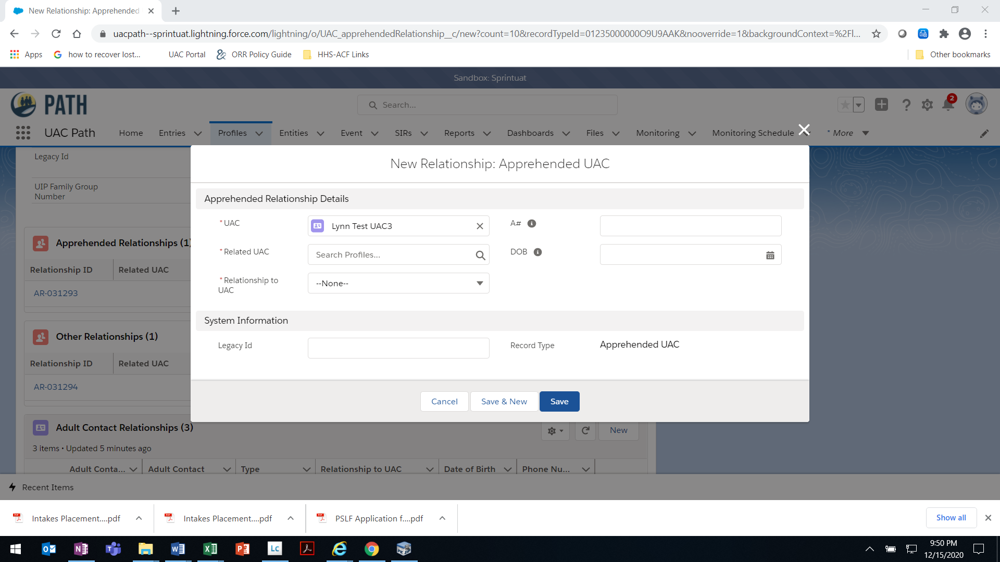 New Relationship: Apprehended
uacpath--sprintuat.lightning.force.com/lightning/o/UAC_apprehendedRelationship__c/new?count=10&recordTypeId=01235000000O9U9AAK&nooverride=1&backgroundContext=%2Fl...
Apps
how to recover lost...
UAC Portal
ORR Policy Guide
HHS-ACF Links
Other bookmarks
Sandbox: Sprintuat
PATH
Search...
2
UAC Path
Home
Entries
Profiles
Entities
Event
SIRs
Reports
Dashboards
Files
Monitoring
Monitoring Schedule
* More
Legacy Id
UIP Family Group
Number
Apprehended Relationships (1)
Relationship ID
Related UAC
AR-031293
Other Relationships (1)
Relationship ID
Related UAC
AR-031294
Adult Contact Relationships (3)
New
3 items • Updated 5 minutes ago
Adult Conta...
Adult Contact
Type
Relationship to UAC
Date of Birth
Phone Nu...
New Relationship: Apprehended UAC
Apprehended Relationship Details
*UAC
Lynn Test UAC3
A#
*Related UAC
Search Profiles...
DOB
*Relationship to
UAC
--None--
System Information
Legacy Id
Record Type
Apprehended UAC
Cancel
Save & New
Save
Recent Items
Intakes Placement....pdf
Intakes Placement....pdf
PSLF Application f....pdf
Show all
Lc
9:50 PM
12/15/2020